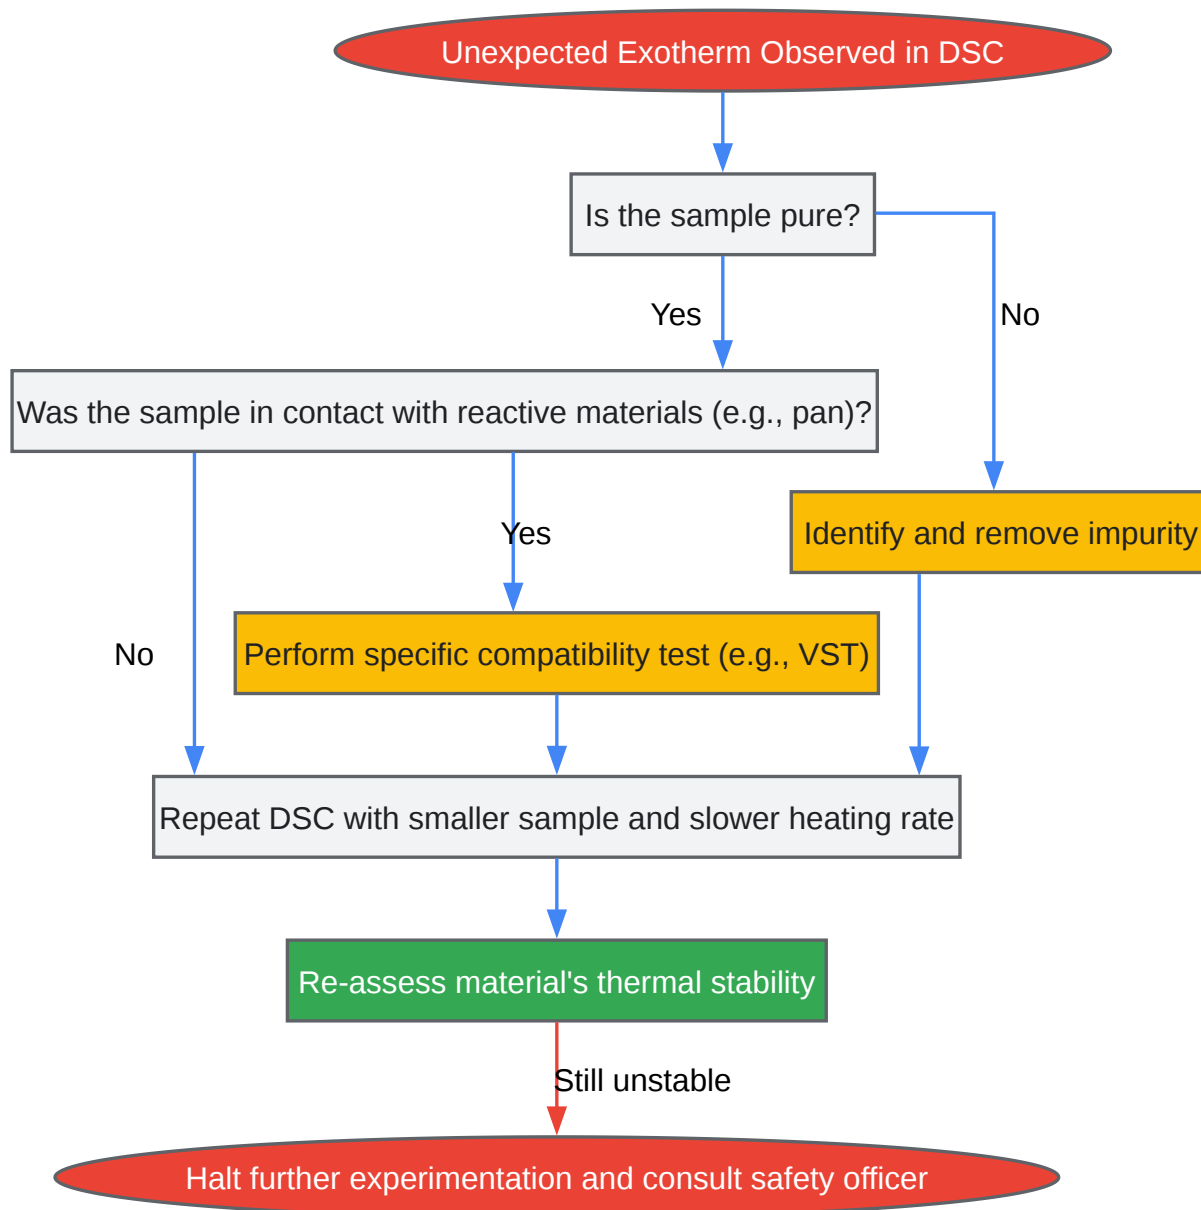 Unexpected Exotherm Observed in DSC
Is the sample pure?
Yes
No
Was the sample in contact with reactive materials (e.g., pan)?
Yes
Identify and remove impurity
No
Perform specific compatibility test (e.g., VST)
Repeat DSC with smaller sample and slower heating rate
Re-assess material's thermal stability
Still unstable
Halt further experimentation and consult safety officer